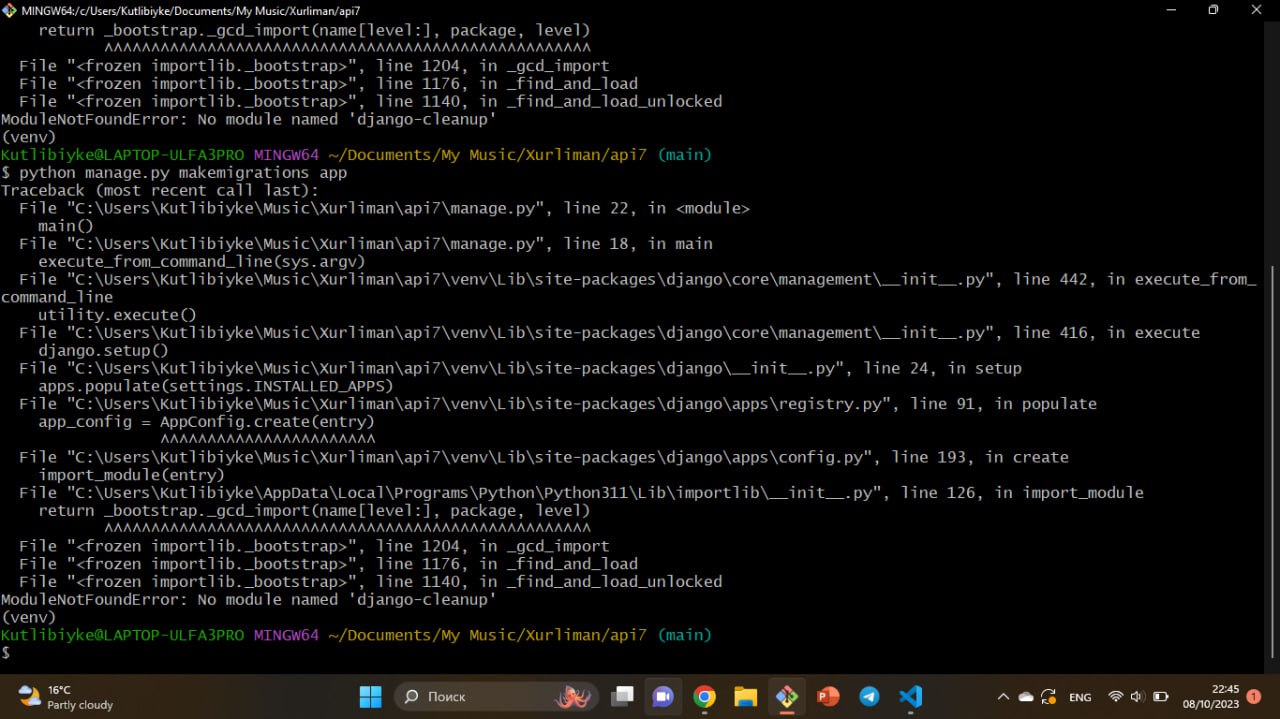 MINGW64:/c/Users/Kutlibiyke/Documents/My Music/Xurliman/api7
return _bootstrap._gcd_import(name[level:], package, level)
^^^^^^^^^^^^^^^^^^^^^^^^^^^^^^^^^^^^^^^^^^^^^^^^^^^^
File "<frozen importlib._bootstrap>", line 1204, in _gcd_import
File "<frozen importlib._bootstrap>", line 1176, in _find_and_load
File "<frozen importlib._bootstrap>", line 1140, in _find_and_load_unlocked
ModuleNotFoundError: No module named 'django-cleanup'
(venv)
Kutlibiyke@LAPTOP-ULFA3PRO MINGW64 ~/Documents/My Music/Xurliman/api7 (main)
$ python manage.py makemigrations app
Traceback (most recent call last):
File "C:\Users\Kutlibiyke\Music\Xurliman\api7\manage.py", line 22, in <module>
main()
File "C:\Users\Kutlibiyke\Music\Xurliman\api7\manage.py", line 18, in main
execute_from_command_line(sys.argv)
File "C:\Users\Kutlibiyke\Music\Xurliman\api7\venv\Lib\site-packages\django\core\management\__init__.py", line 442, in execute_from_
command_line
utility.execute()
File "C:\Users\Kutlibiyke\Music\Xurliman\api7\venv\Lib\site-packages\django\core\management\__init__.py", line 416, in execute
django.setup()
File "C:\Users\Kutlibiyke\Music\Xurliman\api7\venv\Lib\site-packages\django\__init__.py", line 24, in setup
apps.populate(settings.INSTALLED_APPS)
File "C:\Users\Kutlibiyke\Music\Xurliman\api7\venv\Lib\site-packages\django\apps\registry.py", line 91, in populate
app_config = AppConfig.create(entry)
^^^^^^^^^^^^^^^^^^^^^^^
File "C:\Users\Kutlibiyke\Music\Xurliman\api7\venv\Lib\site-packages\django\apps\config.py", line 193, in create
import_module(entry)
File "C:\Users\Kutlibiyke\AppData\Local\Programs\Python\Python311\Lib\importlib\__init__.py", line 126, in import_module
return _bootstrap._gcd_import(name[level:], package, level)
^^^^^^^^^^^^^^^^^^^^^^^^^^^^^^^^^^^^^^^^^^^^^^^^^^^^
File "<frozen importlib._bootstrap>", line 1204, in _gcd_import
File "<frozen importlib._bootstrap>", line 1176, in _find_and_load
File "<frozen importlib._bootstrap>", line 1140, in _find_and_load_unlocked
ModuleNotFoundError: No module named 'django-cleanup'
(venv)
Kutlibiyke@LAPTOP-ULFA3PRO MINGW64 ~/Documents/My Music/Xurliman/api7 (main)
$
16°C
Partly cloudy
Поиск
ENG
22:45
08/10/2023
1